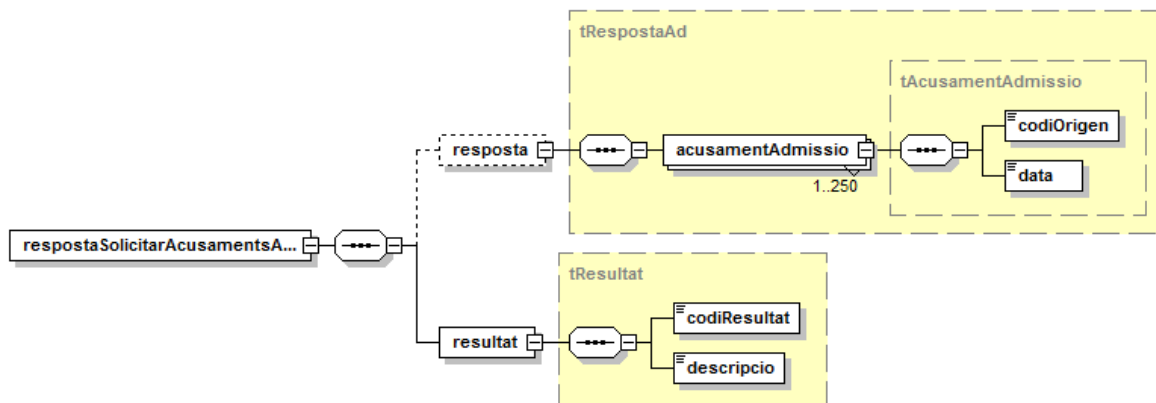 tRespostaAd
tAcusamentAdmissio
codiOrigen
resposta
acusamentAdmissio
data
1..250
respostaSolicitarAcusamentsA...
tResultat
codiResultat
resultat
descripcio